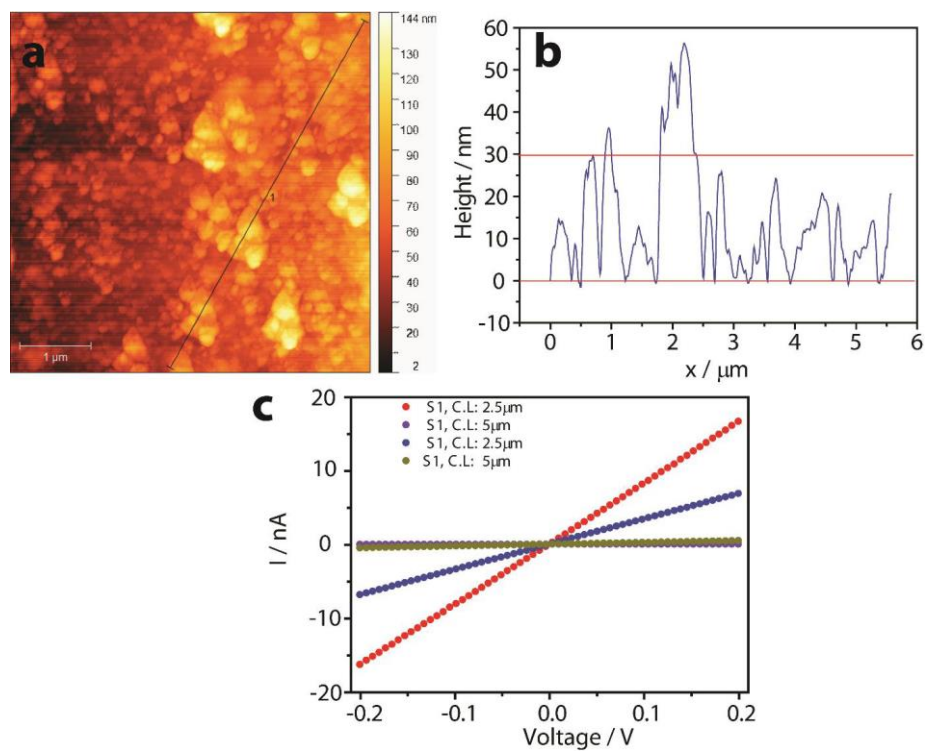 a
144 nm
130
120
110
100
90
80
70
60
50
40
30
20
2
1
1 µm
b
Height / nm
60
50
40
30
20
10
0
-10
0 1 2 3 4 5 6
x / µm
c
I / nA
20
10
0
-10
-20
S1, C.L: 2.5µm
S1, C.L: 5µm
S1, C.L: 2.5µm
S1, C.L: 5µm
-0.2 -0.1 0.0 0.1 0.2
Voltage / V